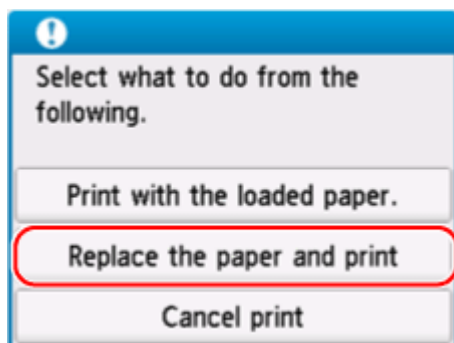 Select what to do from the
following.
Print with the loaded paper.
Replace the paper and print
Cancel print